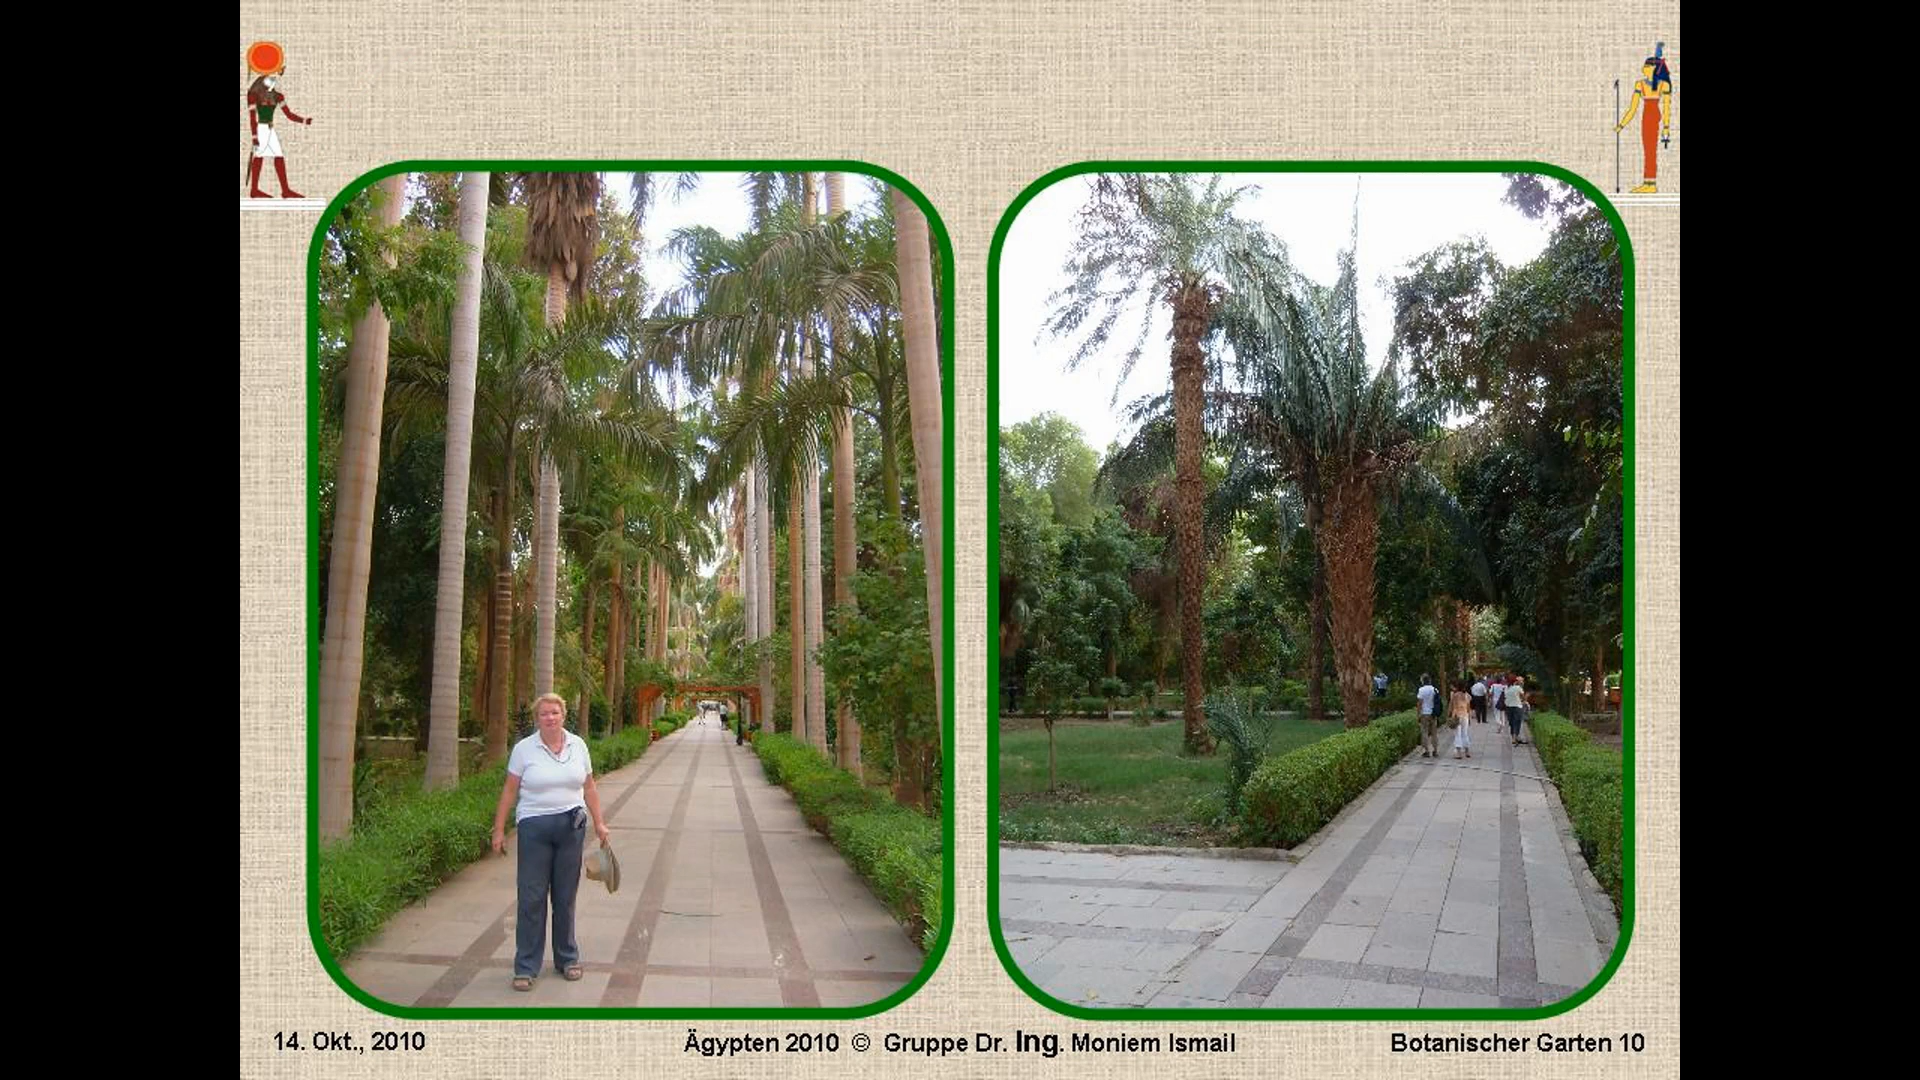 14. Okt., 2010
Ägypten 2010 © Gruppe Dr. Ing. Moniem Ismail
Botanischer Garten 10